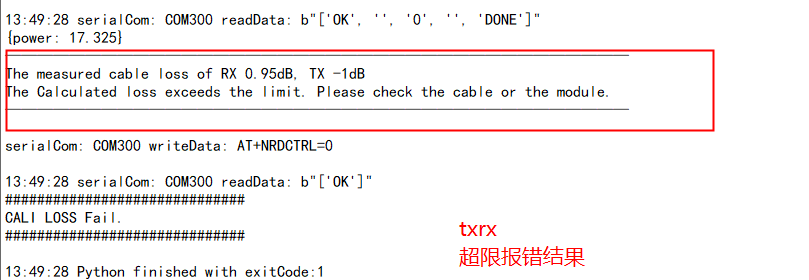 13:49:28 serialCom: COM300 readData: b"['OK', '', '0', '', 'DONE']"
{power: 17.325}
The measured cable loss of RX 0.95dB, TX -1dB
The Calculated loss exceeds the limit. Please check the cable or the module.
serialCom: COM300 writeData: AT+NRDCTRL=0
13:49:28 serialCom: COM300 readData: b"['OK']"
##############################
CALI LOSS Fail.
##############################
txrx
超限报错结果
13:49:28 Python finished with exitCode:1